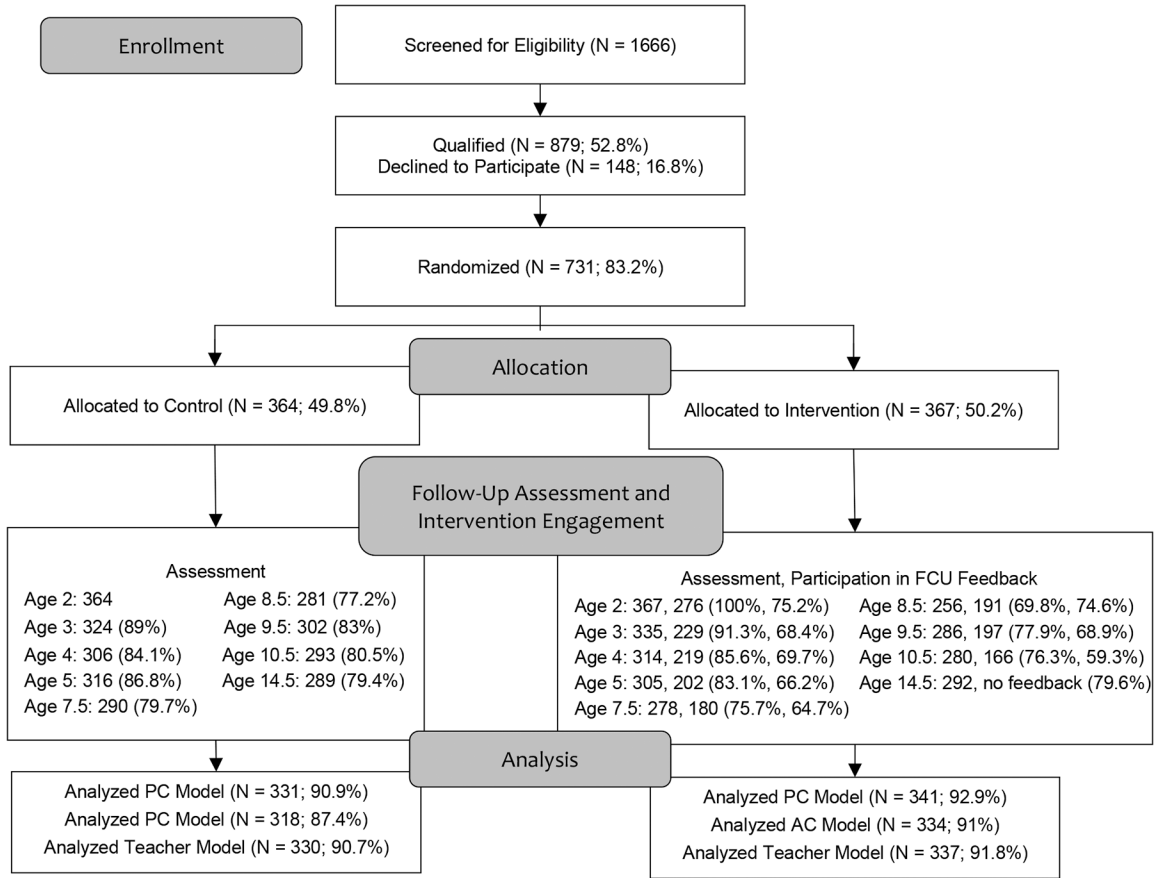 Enrollment
Screened for Eligibility (N = 1666)
Qualified (N = 879; 52.8%)
Declined to Participate (N = 148; 16.8%)
Randomized (N = 731; 83.2%)
Allocation
Allocated to Control (N = 364; 49.8%)
Allocated to Intervention (N = 367; 50.2%)
Follow-Up Assessment and
Intervention Engagement
Assessment
Age 2: 364
Age 3: 324 (89%)
Age 4: 306 (84.1%)
Age 5: 316 (86.8%)
Age 7.5: 290 (79.7%)
Age 8.5: 281 (77.2%)
Age 9.5: 302 (83%)
Age 10.5: 293 (80.5%)
Age 14.5: 289 (79.4%)
Assessment, Participation in FCU Feedback
Age 2: 367, 276 (100%, 75.2%)
Age 3: 335, 229 (91.3%, 68.4%)
Age 4: 314, 219 (85.6%, 69.7%)
Age 5: 305, 202 (83.1%, 66.2%)
Age 7.5: 278, 180 (75.7%, 64.7%)
Age 8.5: 256, 191 (69.8%, 74.6%)
Age 9.5: 286, 197 (77.9%, 68.9%)
Age 10.5: 280, 166 (76.3%, 59.3%)
Age 14.5: 292, no feedback (79.6%)
Analysis
Analyzed PC Model (N = 331; 90.9%)
Analyzed PC Model (N = 318; 87.4%)
Analyzed Teacher Model (N = 330; 90.7%)
Analyzed PC Model (N = 341; 92.9%)
Analyzed AC Model (N = 334; 91%)
Analyzed Teacher Model (N = 337; 91.8%)